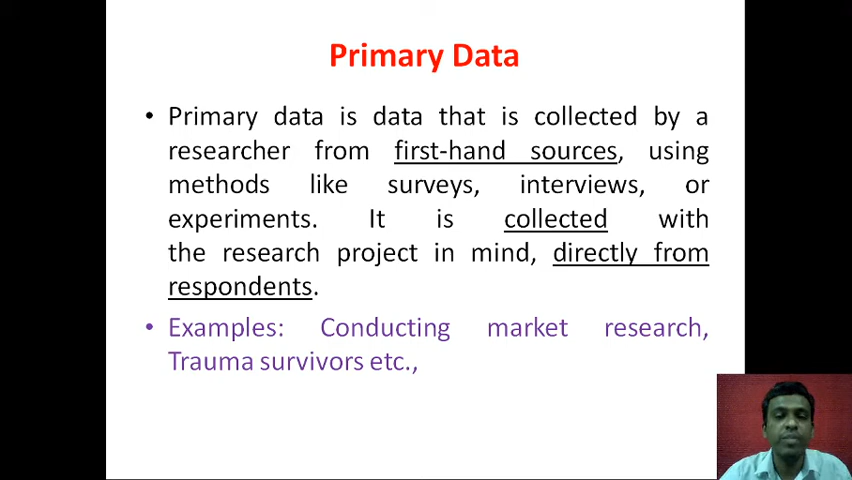 Primary Data
• Primary data is data that is collected by a
researcher from first-hand sources, using
methods like surveys, interviews, or
experiments. It is collected with
the research project in mind, directly from
respondents.
• Examples: Conducting market research,
Trauma survivors etc.,